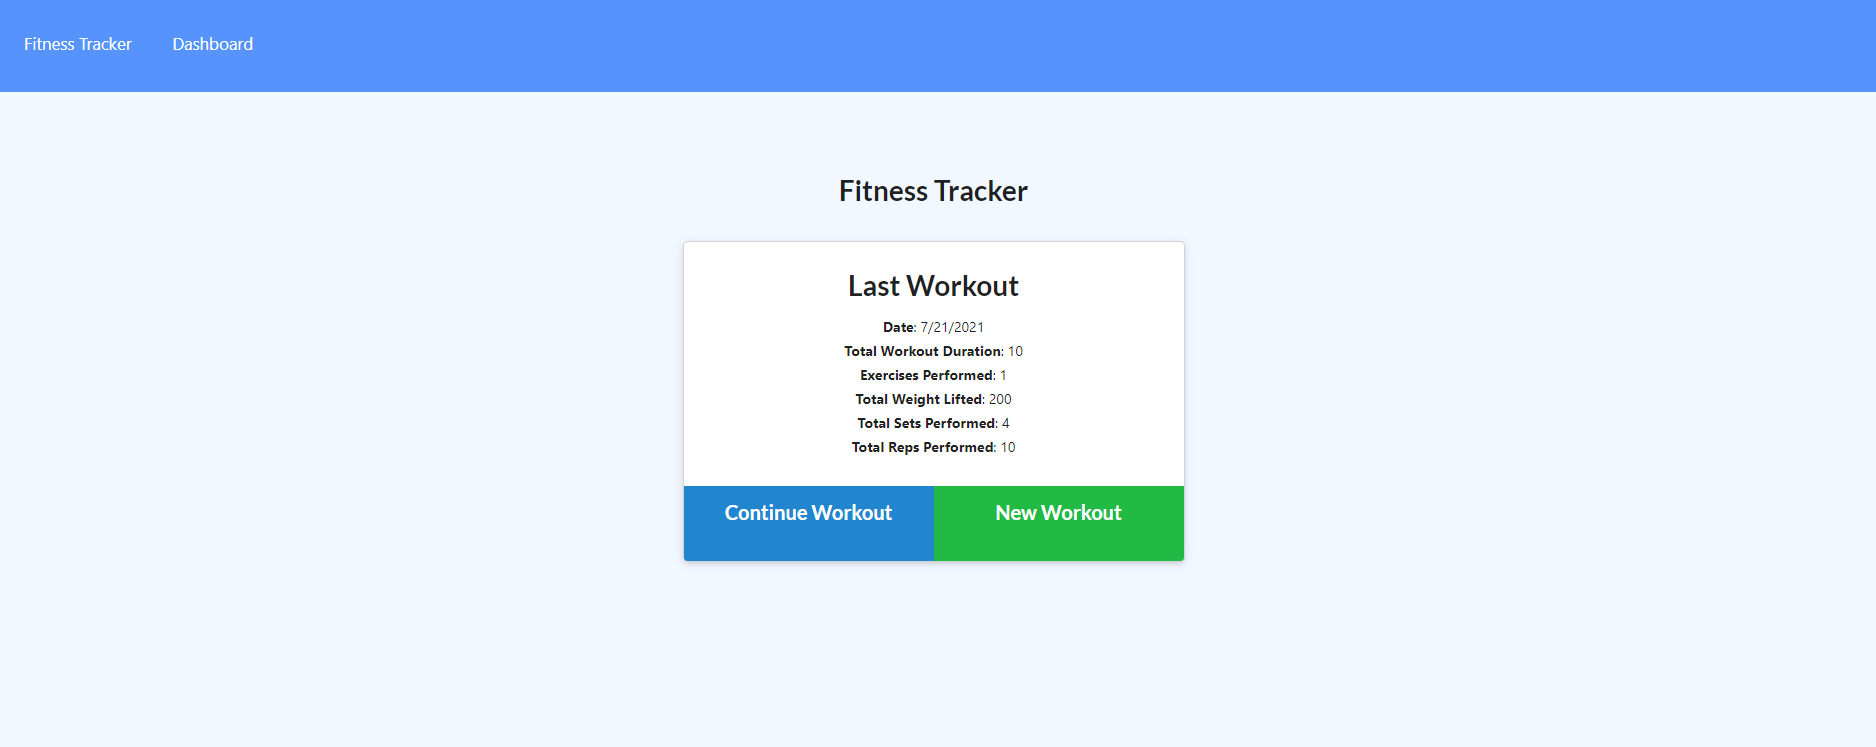 Fitness Tracker Dashboard
Fitness Tracker
Last Workout
Date: 7/21/2021
Total Workout Duration: 10
Exercises Performed: 1
Total Weight Lifted: 200
Total Sets Performed: 4
Total Reps Performed: 10
Continue Workout New Workout